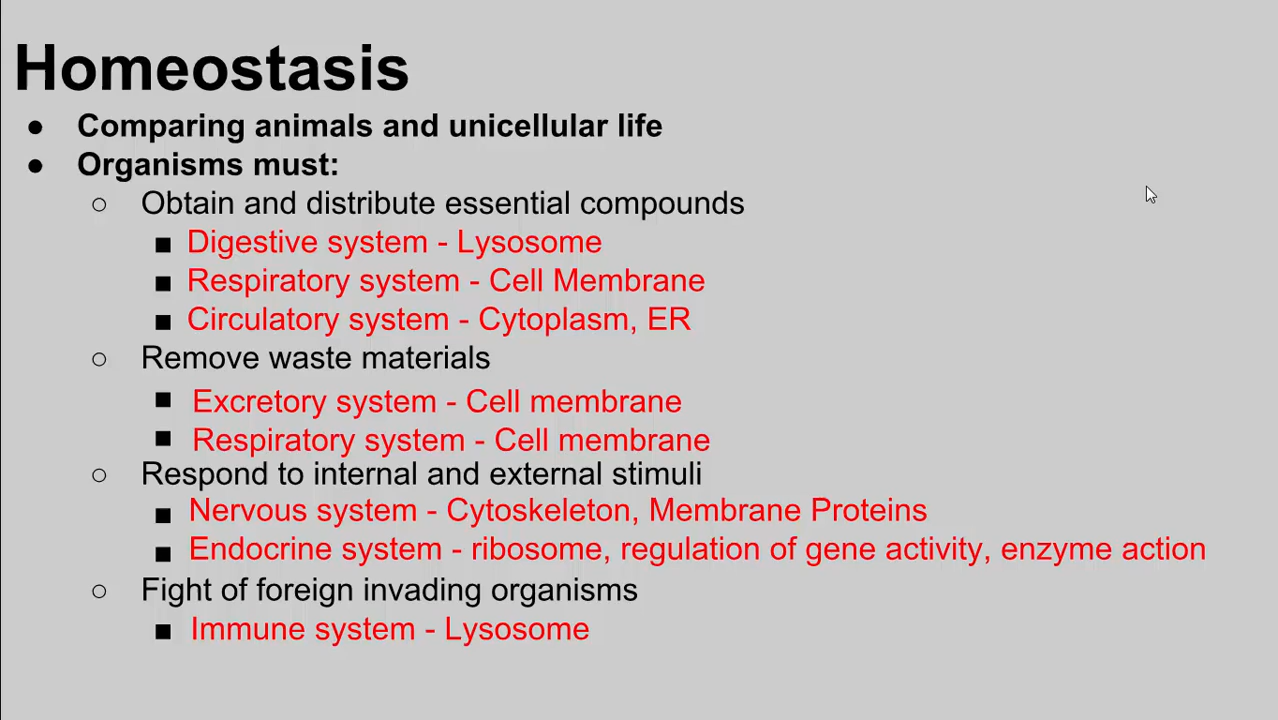 Homeostasis
● Comparing animals and unicellular life
● Organisms must:
○ Obtain and distribute essential compounds
■ Digestive system - Lysosome
■ Respiratory system - Cell Membrane
■ Circulatory system - Cytoplasm, ER
○ Remove waste materials
■ Excretory system - Cell membrane
■ Respiratory system - Cell membrane
○ Respond to internal and external stimuli
■ Nervous system - Cytoskeleton, Membrane Proteins
■ Endocrine system - ribosome, regulation of gene activity, enzyme action
○ Fight of foreign invading organisms
■ Immune system - Lysosome